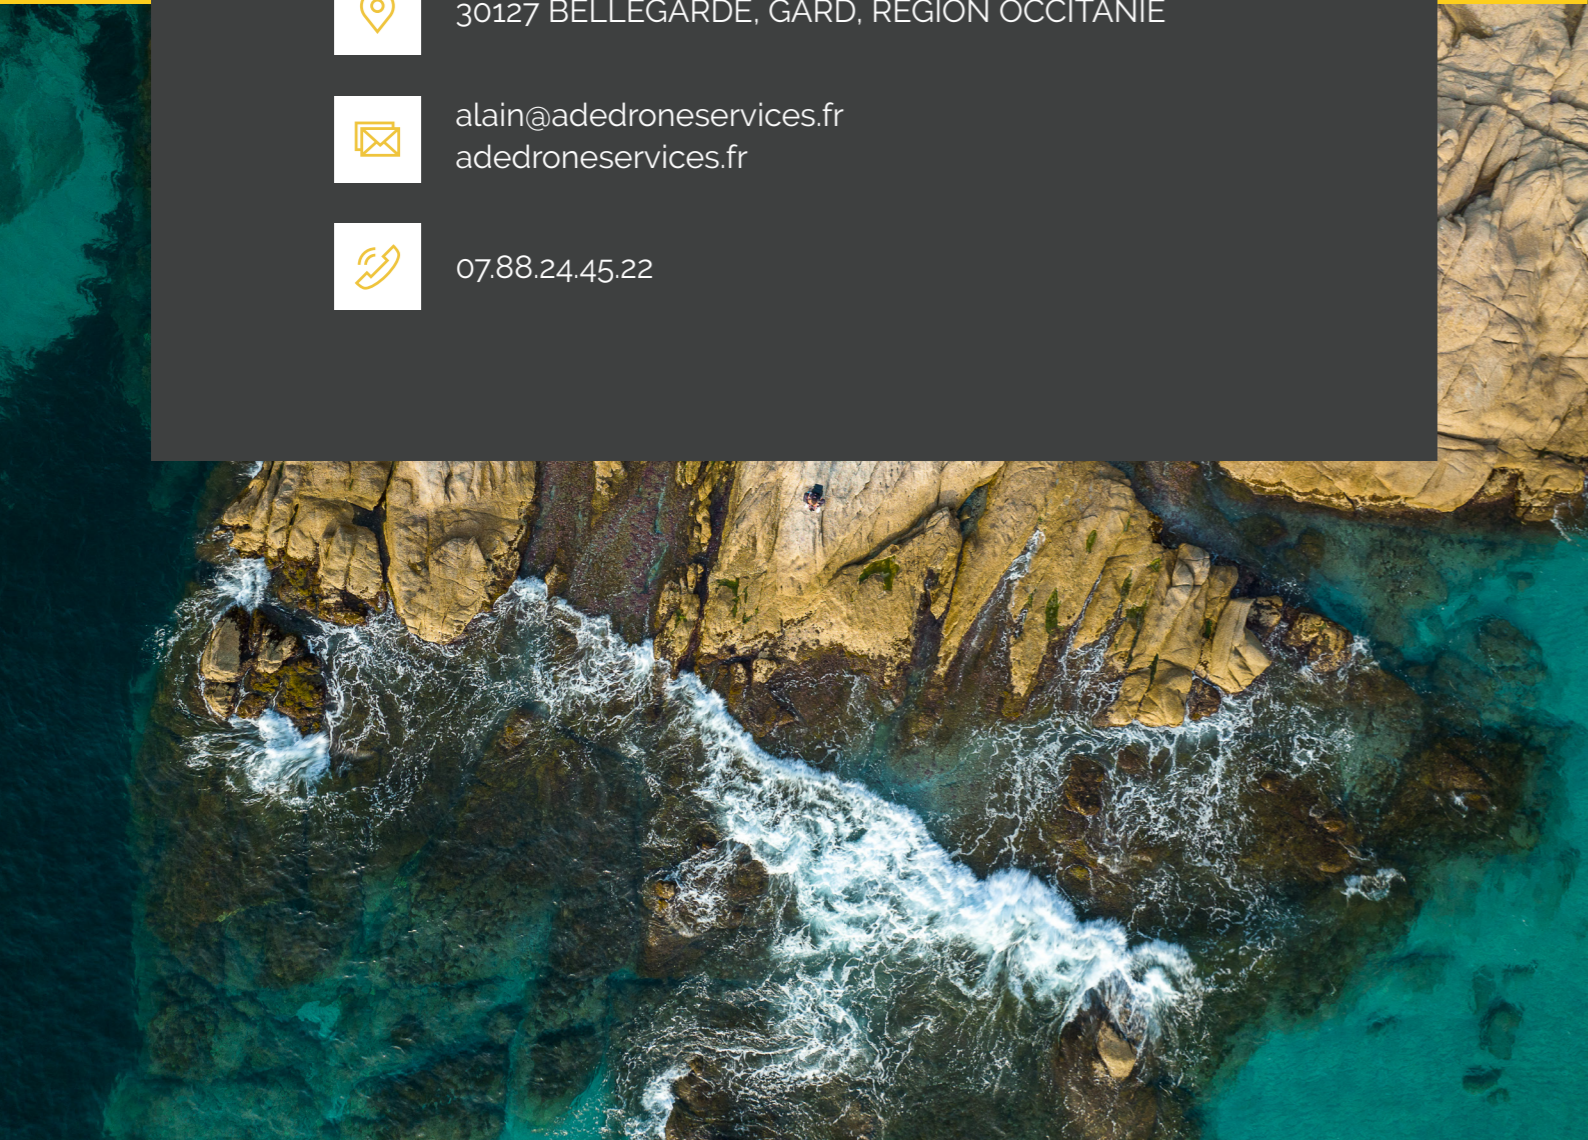 30127 BELLEGARDE, GARD, REGION OCCITANIE
alain@adedroneservices.fr
adedroneservices.fr
07.88.24.45.22